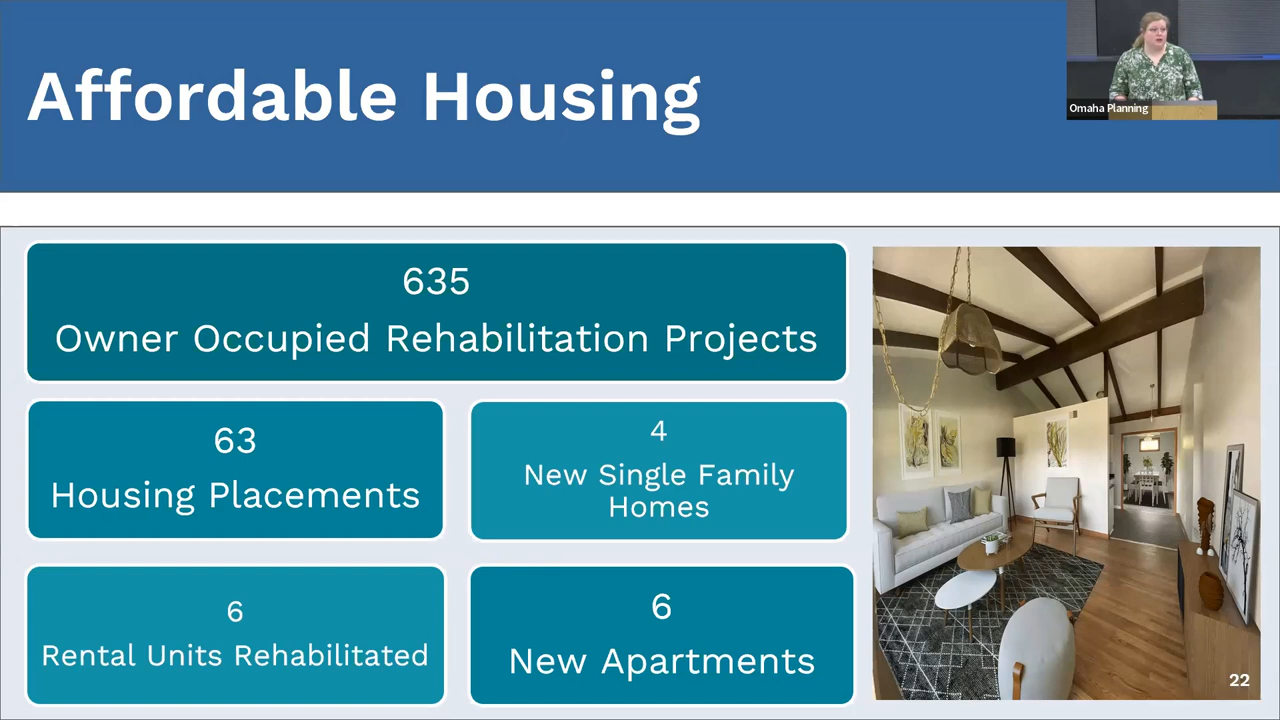 Affordable Housing
Omaha Planning
635
Owner Occupied Rehabilitation Projects
63
Housing Placements
4
New Single Family
Homes
6
Rental Units Rehabilitated
6
New Apartments
22